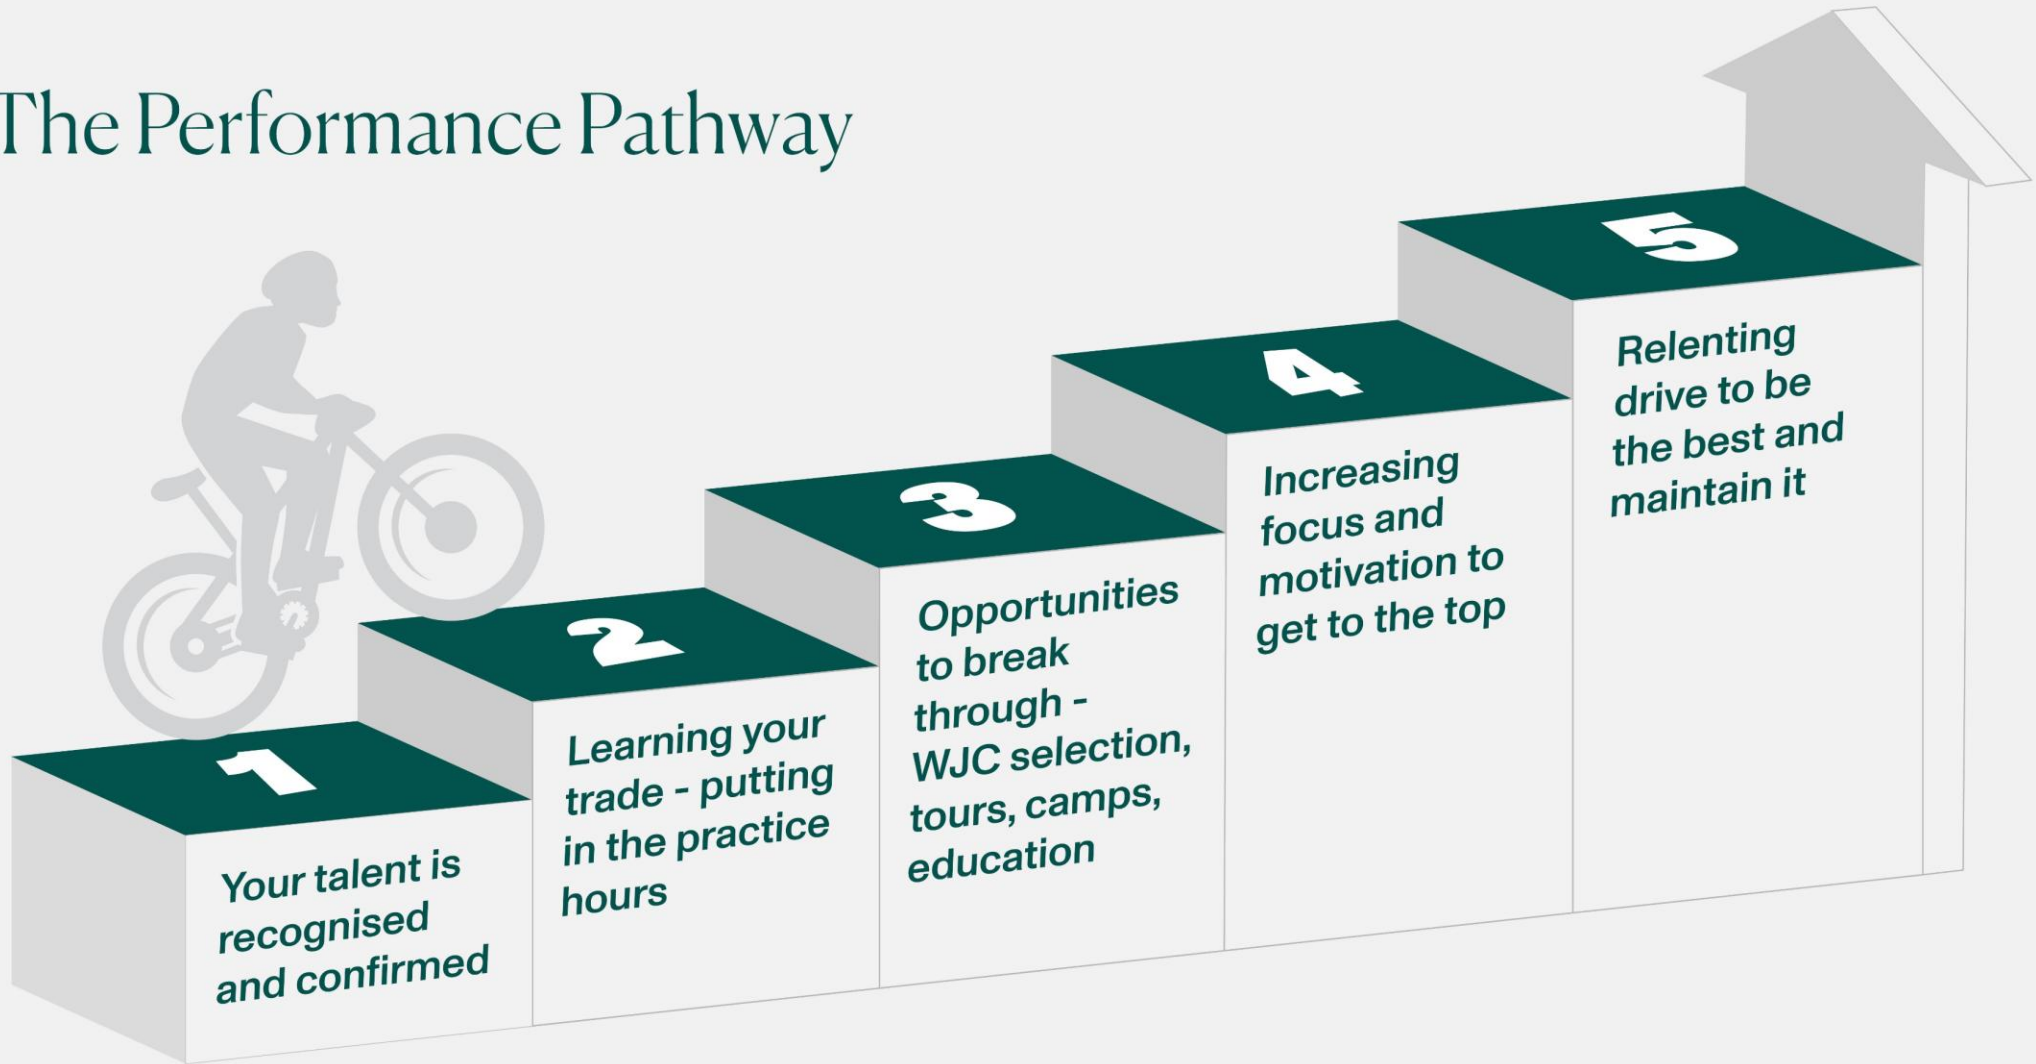 The Performance Pathway
1
Your talent is
recognised
and confirmed
2
Learning your
trade - putting
in the practice
hours
3
Opportunities
to break
through -
WJC selection,
tours, camps,
education
4
Increasing
focus and
motivation to
get to the top
5
Relenting
drive to be
the best and
maintain it